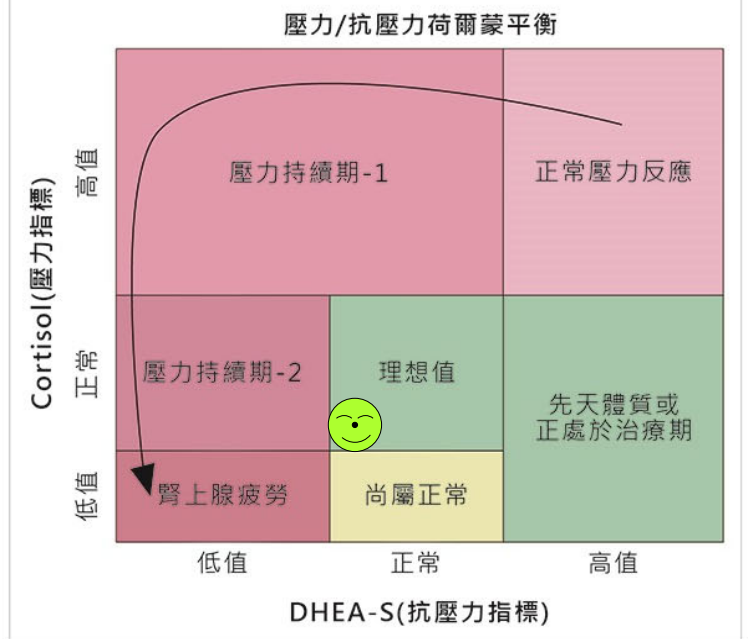 壓力/抗壓力荷爾蒙平衡
Cortisol(壓力指標)
高值
正常
低值
壓力持續期-1
正常壓力反應
壓力持續期-2
理想值
先天體質或
正處於治療期
腎上腺疲勞
尚屬正常
低值
正常
高值
DHEA-S(抗壓力指標)